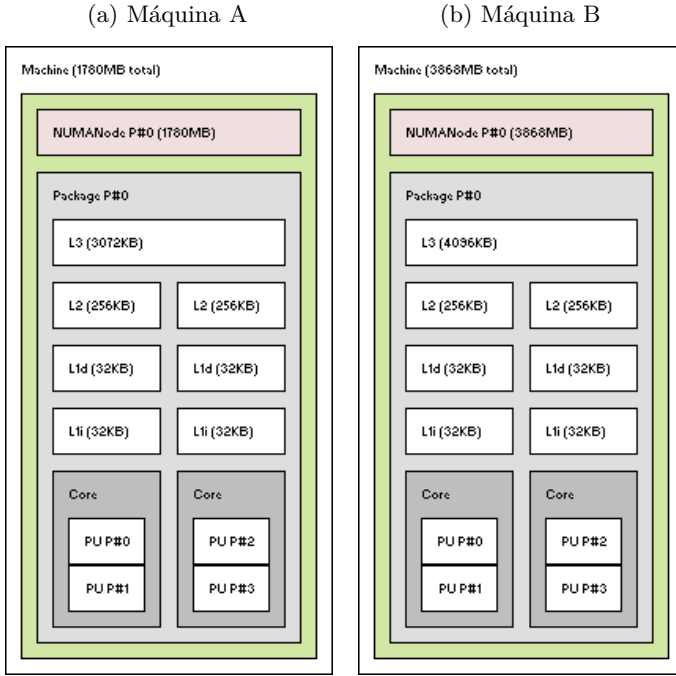 (a) Máquina A
Machine (1780MB total)
NUMANode P#0 (1780MB)
Package P#0
L3 (3072KB)
L2 (256KB) L2 (256KB)
L1d (32KB) L1d (32KB)
L1i (32KB) L1i (32KB)
Core Core
PU P#0 PU P#2
PU P#1 PU P#3
(b) Máquina B
Machine (3868MB total)
NUMANode P#0 (3868MB)
Package P#0
L3 (4096KB)
L2 (256KB) L2 (256KB)
L1d (32KB) L1d (32KB)
L1i (32KB) L1i (32KB)
Core Core
PU P#0 PU P#2
PU P#1 PU P#3